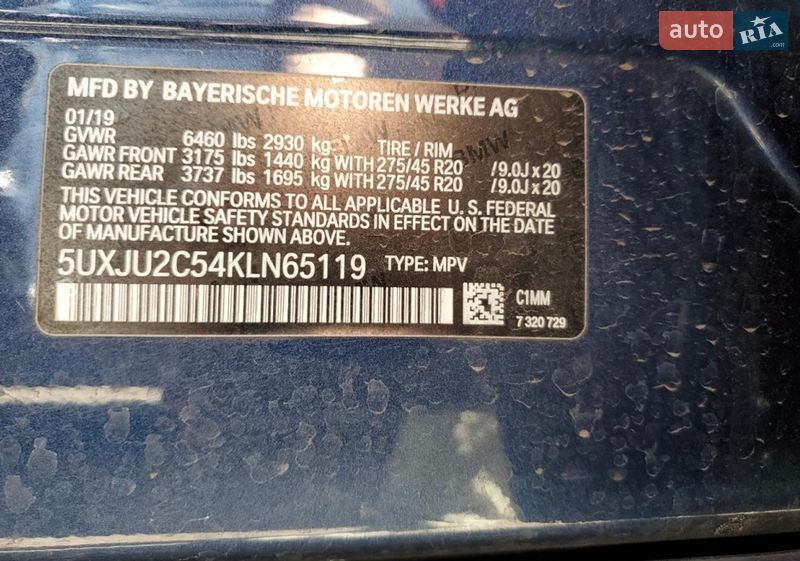 auto RIA .com
MFD BY BAYERISCHE MOTOREN WERKE AG
01/19
GVWR 6460 lbs 2930 kg TIRE / RIM
GAWR FRONT 3175 lbs 1440 kg WITH 275/45 R20 /9.0J x 20
GAWR REAR 3737 lbs 1695 kg WITH 275/45 R20 /9.0J x 20
THIS VEHICLE CONFORMS TO ALL APPLICABLE U. S. FEDERAL
MOTOR VEHICLE SAFETY STANDARDS IN EFFECT ON THE DATE
OF MANUFACTURE SHOWN ABOVE.
5UXJU2C54KLN65119 TYPE: MPV
C1MM
7 320 729